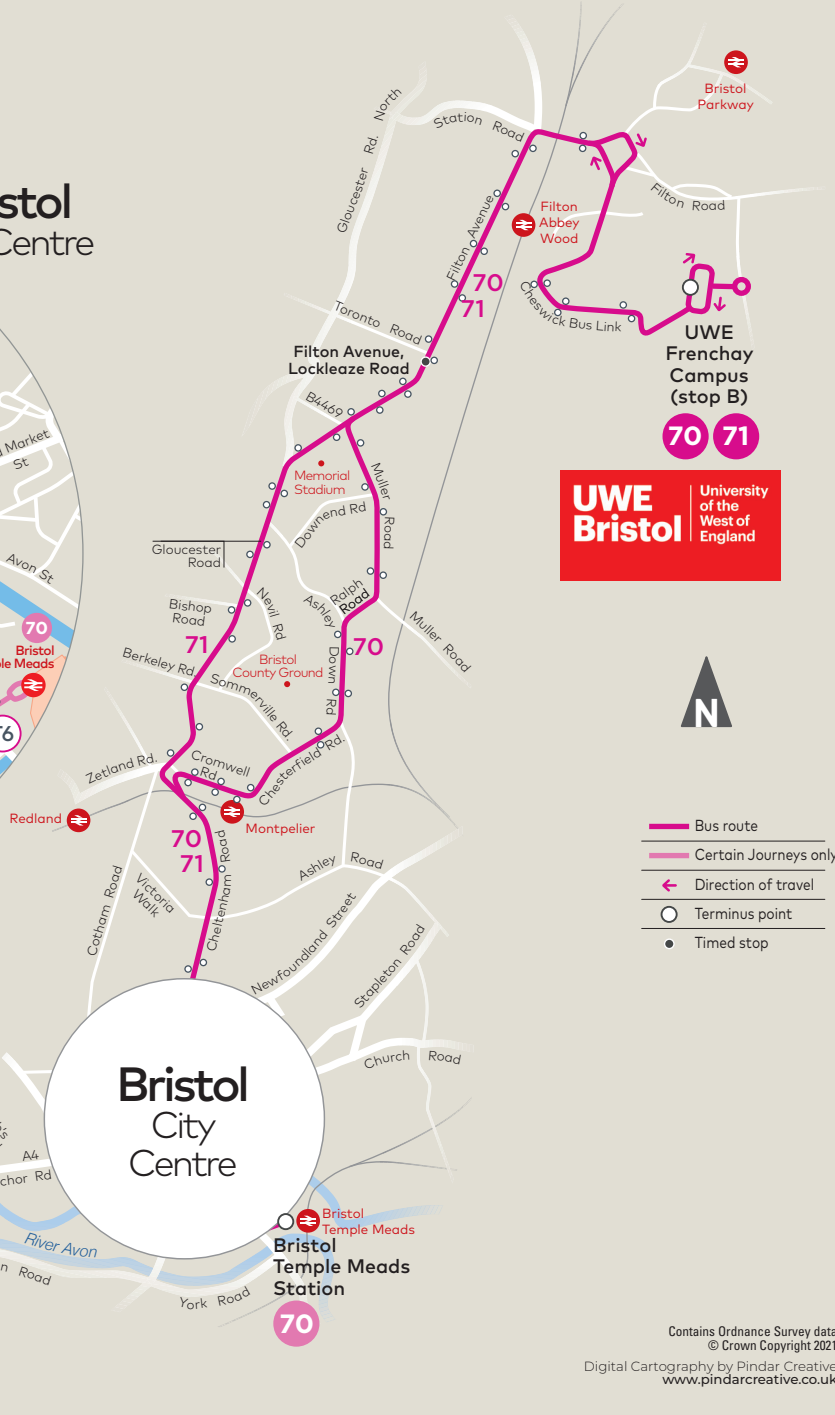 Bristol
Parkway
Gloucester Rd. North
Station Road
Filton Road
Filton
Abbey
Wood
Filton Avenue
70
71
Cheswick Bus Link
UWE
Frenchay
Campus
(stop B)
70 71
Toronto Road
Filton Avenue,
Lockleaze Road
B4469
Memorial
Stadium
Muller Road
Downend Rd
UWE
Bristol
University
of the
West of
England
Gloucester
Road
Bishop
Road
Nevil Rd
Ralph
Road
Ashley Down Rd
Muller Road
71
70
Berkeley Rd.
Bristol
County Ground
Sommerville Rd.
Chesterfield Rd.
Cromwell
Rd.
Zetland Rd.
Redland
Montpelier
70
71
Cheltenham Road
Ashley Road
Victoria
Walk
Cotham Road
Newfoundland Street
Stapleton Road
Church Road
Bus route
Certain Journeys only
Direction of travel
Terminus point
Timed stop
N
stol
Centre
Market
St
Avon St
70
Bristol
le Meads
6
Bristol
City
Centre
A4
chor Rd
River Avon
n Road
York Road
Bristol
Temple Meads
Bristol
Temple Meads
Station
70
Contains Ordnance Survey data
© Crown Copyright 2021
Digital Cartography by Pindar Creative
www.pindarcreative.co.uk